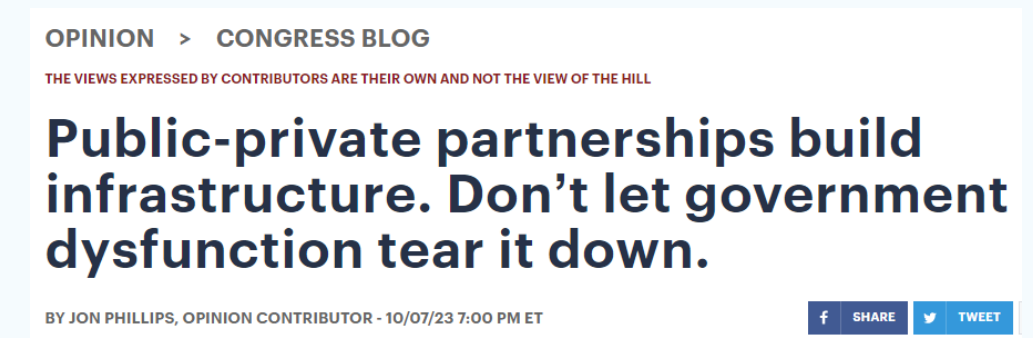 OPINION > CONGRESS BLOG
THE VIEWS EXPRESSED BY CONTRIBUTORS ARE THEIR OWN AND NOT THE VIEW OF THE HILL
Public-private partnerships build
infrastructure. Don’t let government
dysfunction tear it down.
BY JON PHILLIPS, OPINION CONTRIBUTOR - 10/07/23 7:00 PM ET
SHARE TWEET